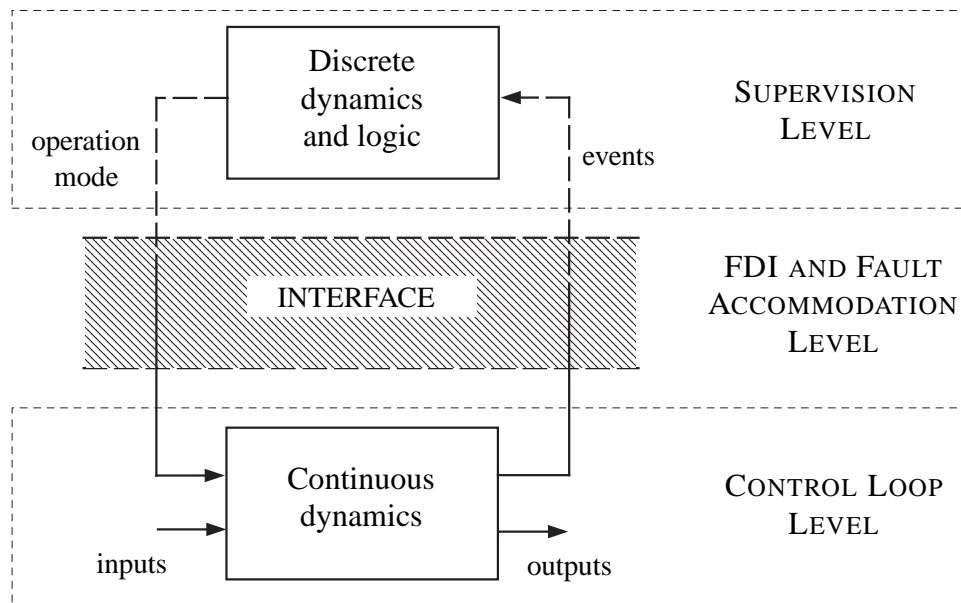 Discrete
dynamics
and logic
operation
mode
events
SUPERVISION
LEVEL
INTERFACE
FDI AND FAULT
ACCOMMODATION
LEVEL
Continuous
dynamics
inputs
outputs
CONTROL LOOP
LEVEL